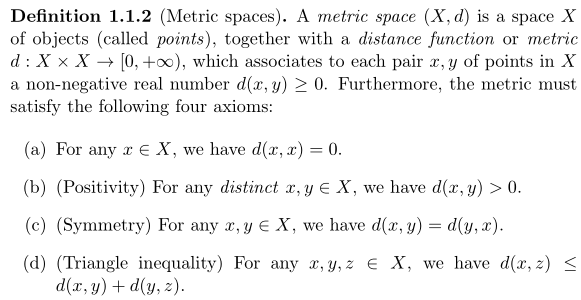 Definition 1.1.2 (Metric spaces). A metric space (X, d) is a space X
of objects (called points), together with a distance function or metric
d : X × X → [0, +∞), which associates to each pair x, y of points in X
a non-negative real number d(x, y) ≥ 0. Furthermore, the metric must
satisfy the following four axioms:
(a) For any x ∈ X, we have d(x, x) = 0.
(b) (Positivity) For any distinct x, y ∈ X, we have d(x, y) > 0.
(c) (Symmetry) For any x, y ∈ X, we have d(x, y) = d(y, x).
(d) (Triangle inequality) For any x, y, z ∈ X, we have d(x, z) ≤
d(x, y) + d(y, z).